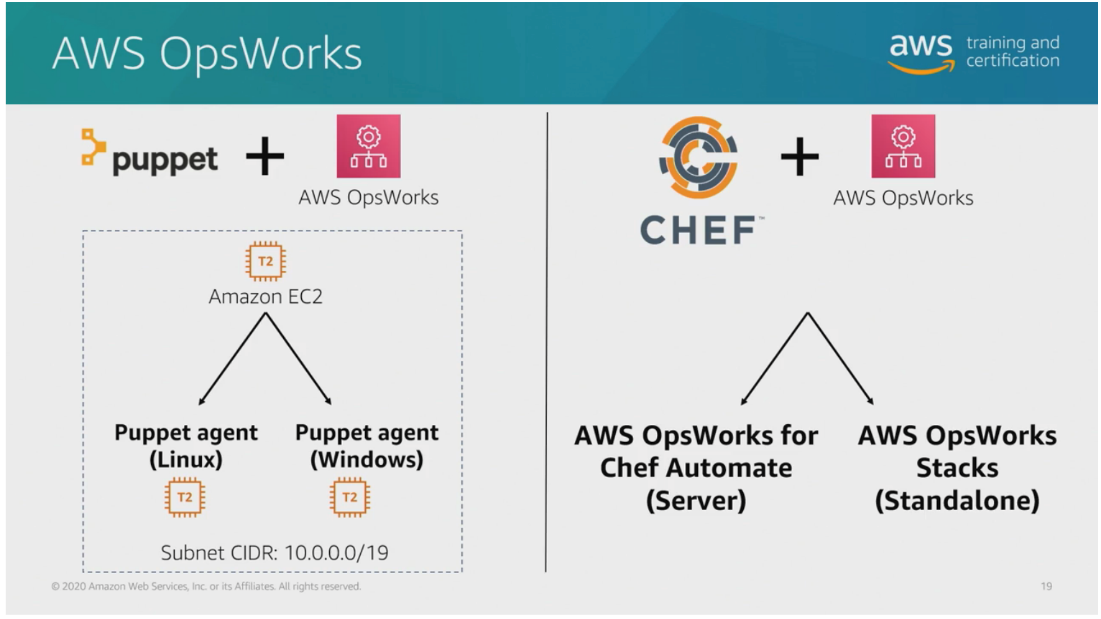 AWS OpsWorks
aws training and
certification
puppet + AWS OpsWorks
T2
Amazon EC2
Puppet agent
(Linux)
T2
Puppet agent
(Windows)
T2
Subnet CIDR: 10.0.0.0/19
CHEF™ + AWS OpsWorks
AWS OpsWorks for
Chef Automate
(Server)
AWS OpsWorks
Stacks
(Standalone)
© 2020 Amazon Web Services, Inc. or its Affiliates. All rights reserved.
19